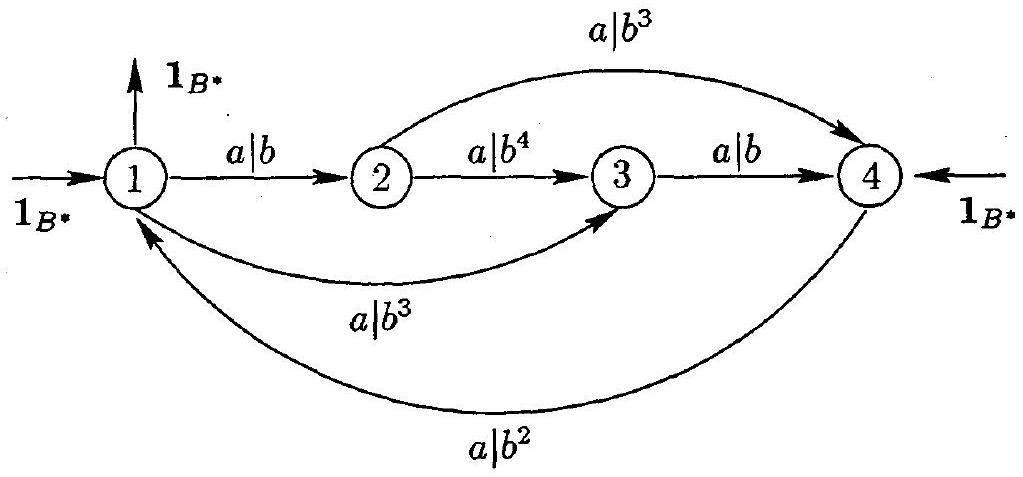 a|b³
𝟏_{B*}
a|b a|b⁴ a|b
1 2 3 4
𝟏_{B*} 𝟏_{B*}
a|b³
a|b²